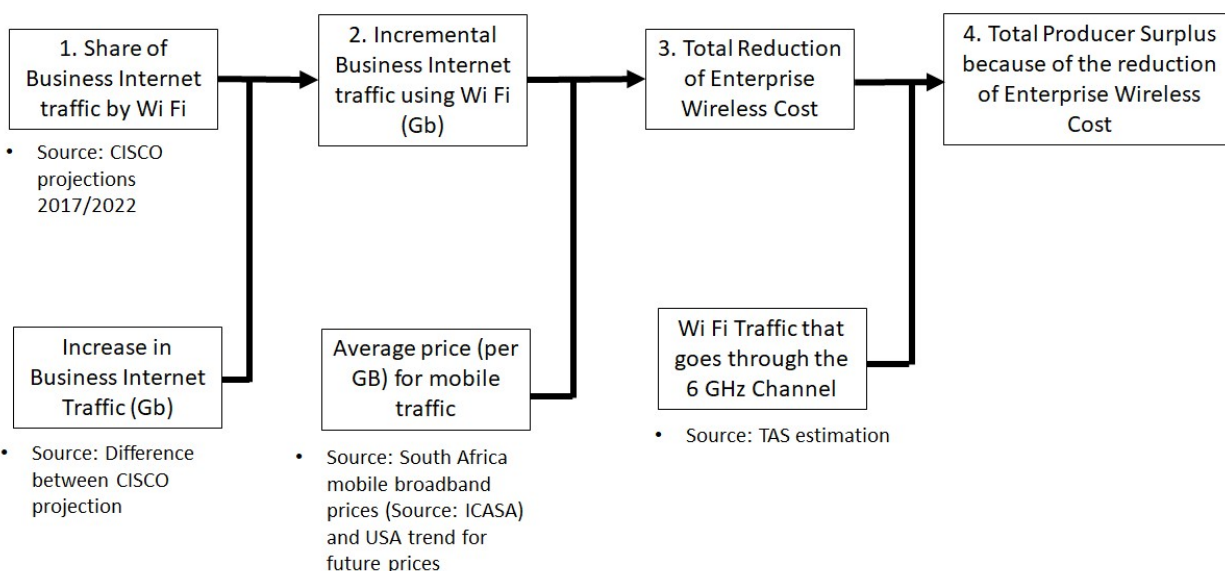 1. Share of
Business Internet
traffic by Wi Fi
• Source: CISCO
projections
2017/2022
2. Incremental
Business Internet
traffic using Wi Fi
(Gb)
3. Total Reduction
of Enterprise
Wireless Cost
4. Total Producer Surplus
because of the reduction
of Enterprise Wireless
Cost
Increase in
Business Internet
Traffic (Gb)
• Source: Difference
between CISCO
projection
Average price (per
GB) for mobile
traffic
• Source: South Africa
mobile broadband
prices (Source: ICASA)
and USA trend for
future prices
Wi Fi Traffic that
goes through the
6 GHz Channel
• Source: TAS estimation